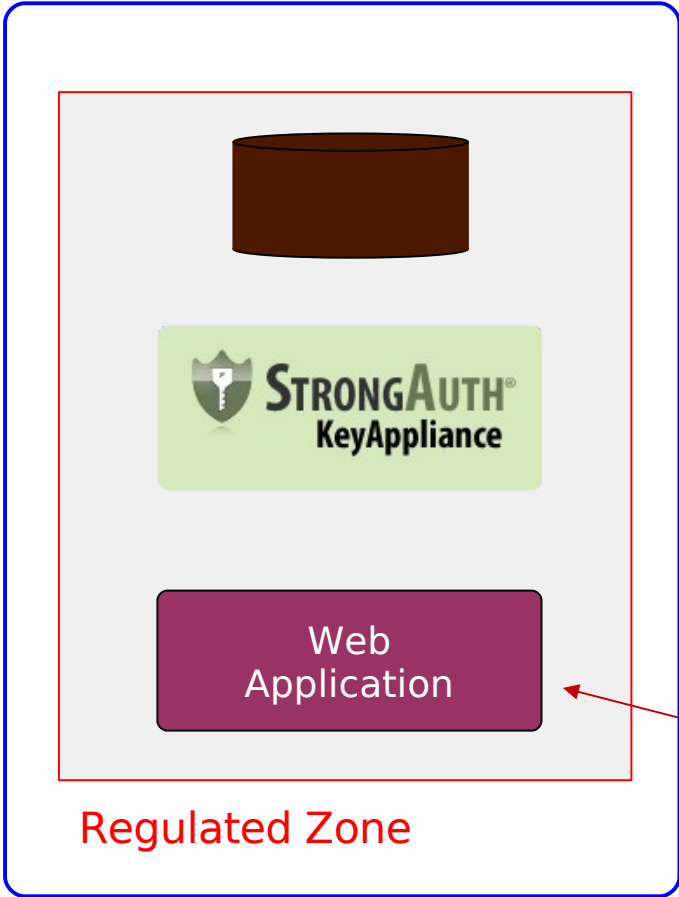 STRONGAUTH®
KeyAppliance
Web
Application
Regulated Zone